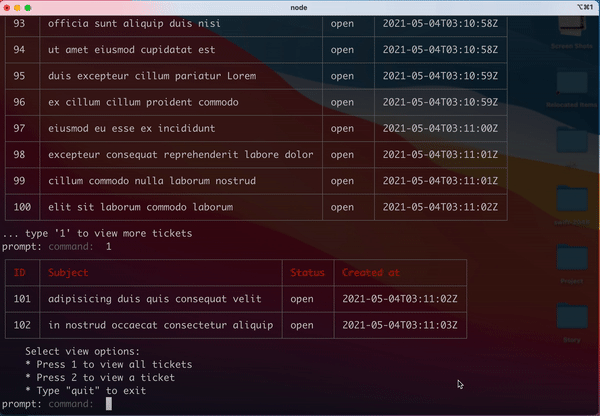 node
⌥⌘1
93 officia sunt aliquip duis nisi open 2021-05-04T03:10:58Z
94 ut amet eiusmod cupidatat est open 2021-05-04T03:10:58Z
95 duis excepteur cillum pariatur Lorem open 2021-05-04T03:10:59Z
96 ex cillum cillum proident commodo open 2021-05-04T03:10:59Z
97 eiusmod eu esse ex incididunt open 2021-05-04T03:11:00Z
98 excepteur consequat reprehenderit labore dolor open 2021-05-04T03:11:01Z
99 cillum commodo nulla laborum nostrud open 2021-05-04T03:11:01Z
100 elit sit laborum commodo laborum open 2021-05-04T03:11:02Z
... type '1' to view more tickets
prompt: command: 1
ID Subject Status Created at
101 adipisicing duis quis consequat velit open 2021-05-04T03:11:02Z
102 in nostrud occaecat consectetur aliquip open 2021-05-04T03:11:03Z
Select view options:
* Press 1 to view all tickets
* Press 2 to view a ticket
* Type "quit" to exit
prompt: command:
Screen Shots
Project
Story